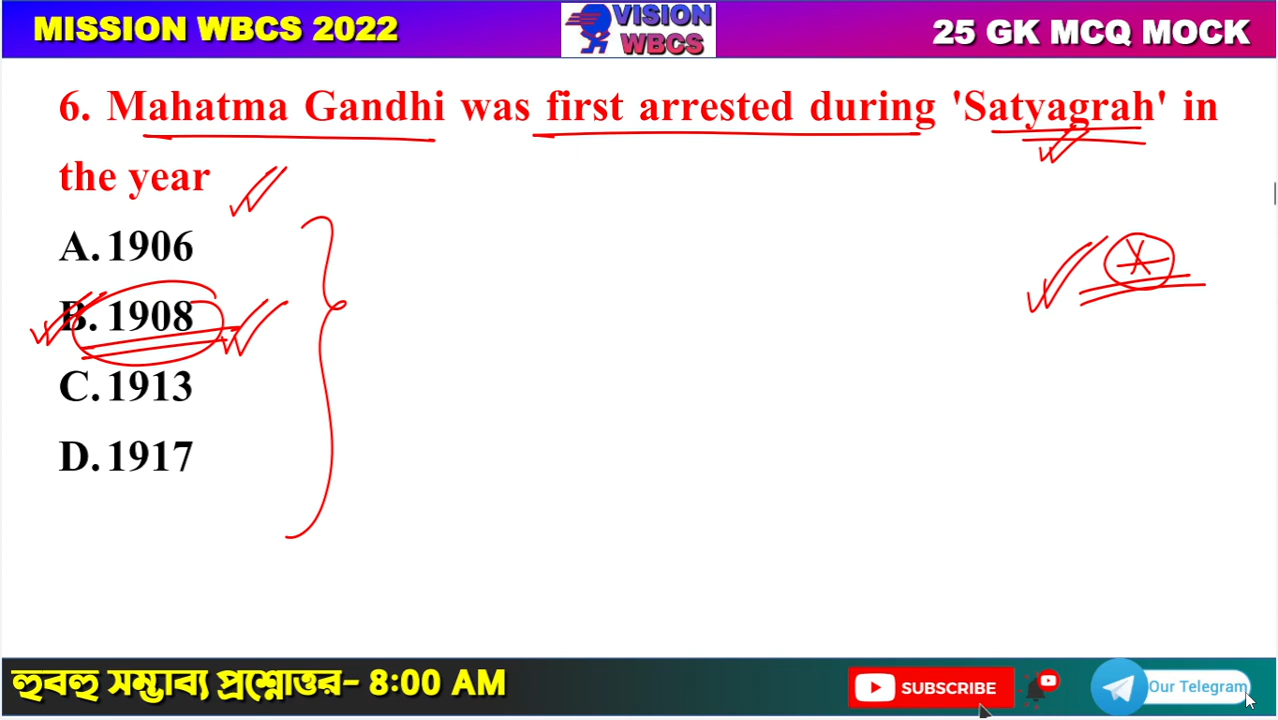 MISSION WBCS 2022
VISION
WBCS
25 GK MCQ MOCK
6. Mahatma Gandhi was first arrested during 'Satyagrah' in
the year
A. 1906
B. 1908
C. 1913
D. 1917
হুবহু সম্ভাব্য প্রশ্নোত্তর- 8:00 AM
SUBSCRIBE
Our Telegram